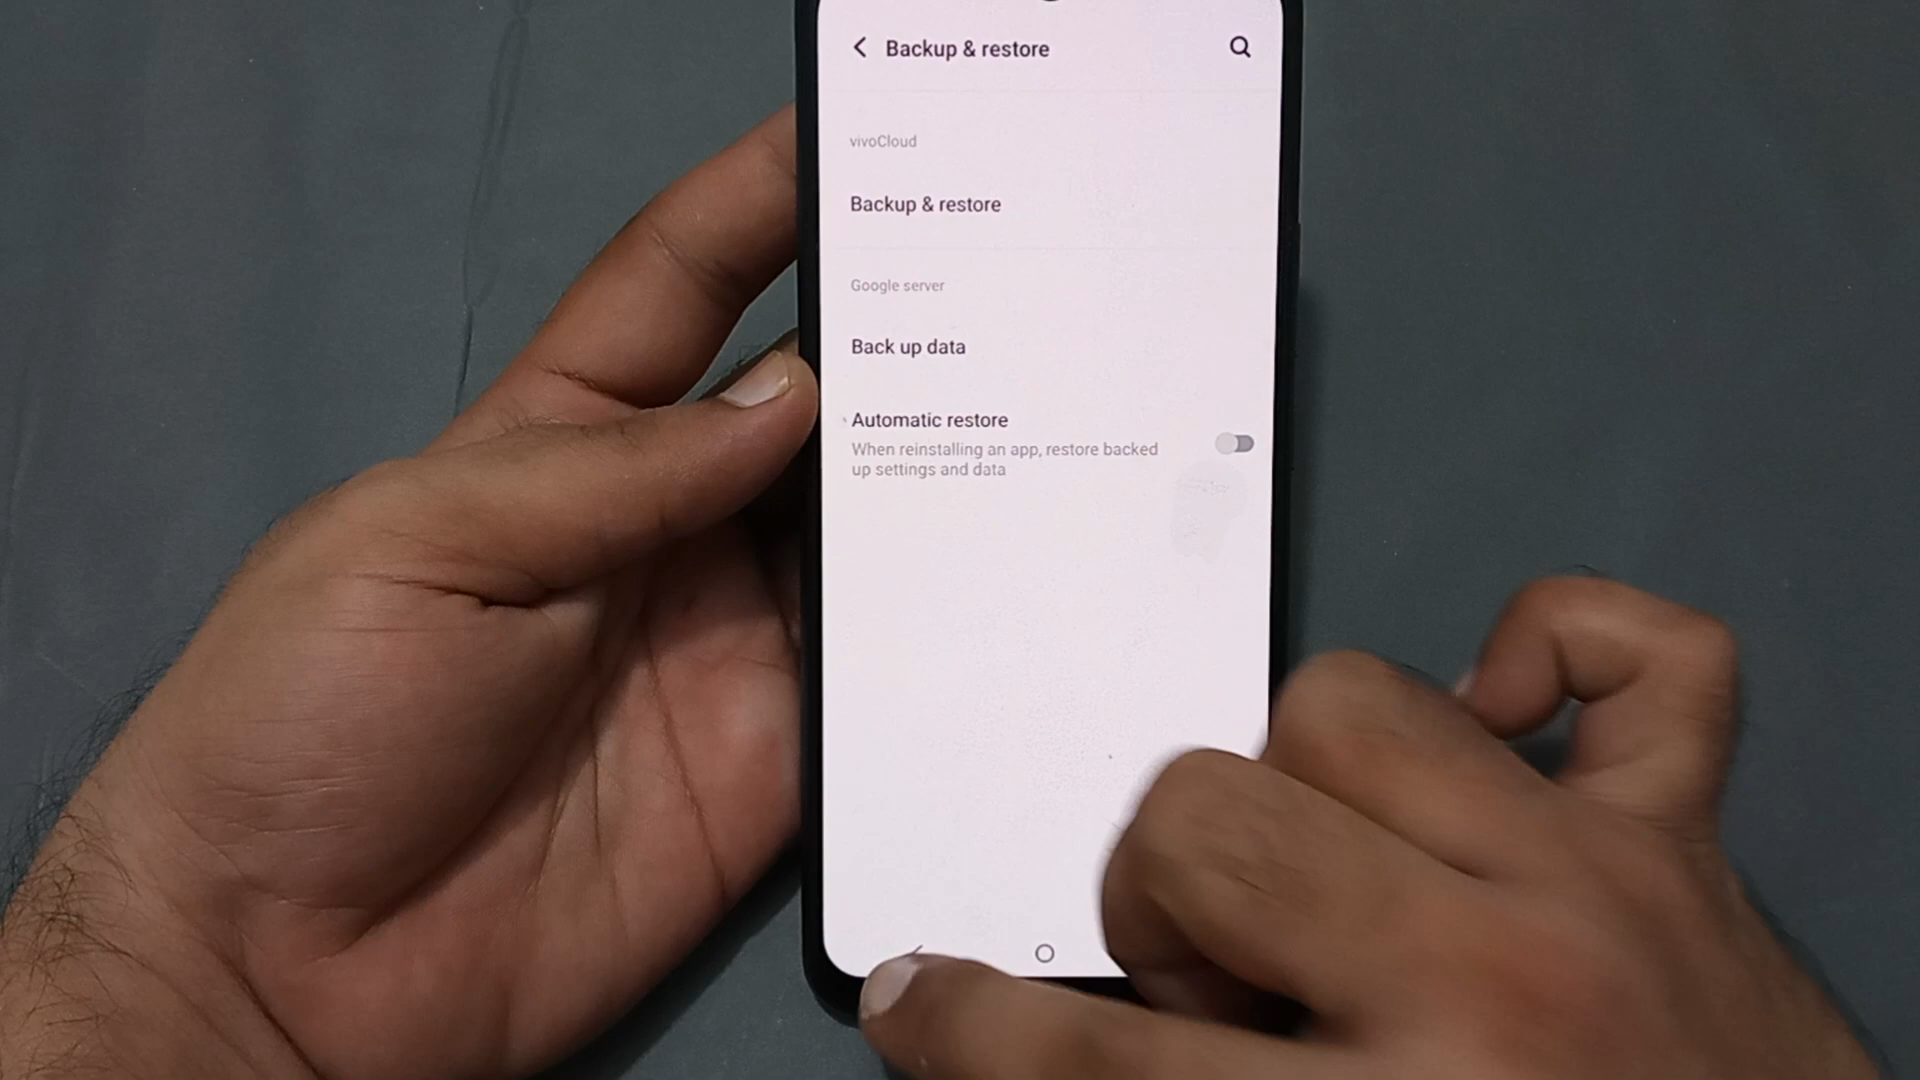 Backup & restore
vivoCloud
Backup & restore
Google server
Back up data
Automatic restore
When reinstalling an app, restore backed
up settings and data